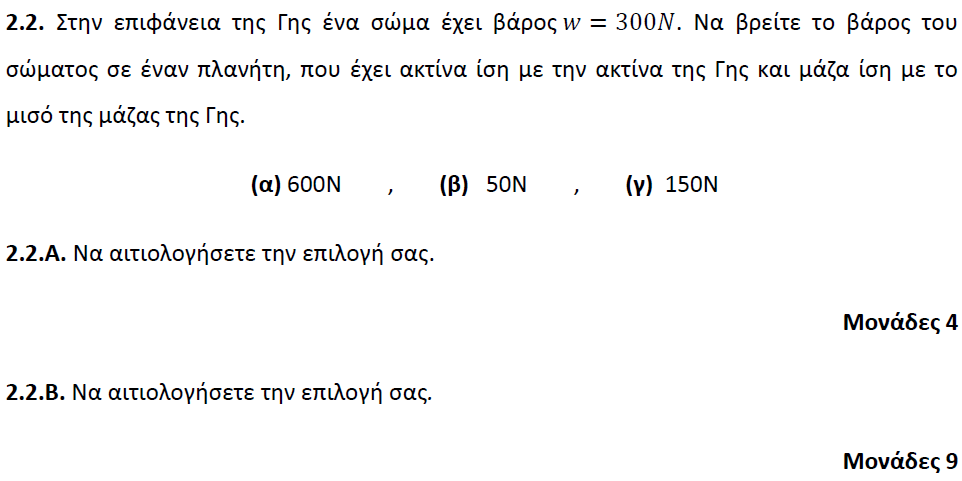 2.2. Στην επιφάνεια της Γης ένα σώμα έχει βάρος w = 300N. Να βρείτε το βάρος του
σώματος σε έναν πλανήτη, που έχει ακτίνα ίση με την ακτίνα της Γης και μάζα ίση με το
μισό της μάζας της Γης.
(α) 600N , (β) 50N , (γ) 150N
2.2.Α. Να αιτιολογήσετε την επιλογή σας.
Μονάδες 4
2.2.Β. Να αιτιολογήσετε την επιλογή σας.
Μονάδες 9